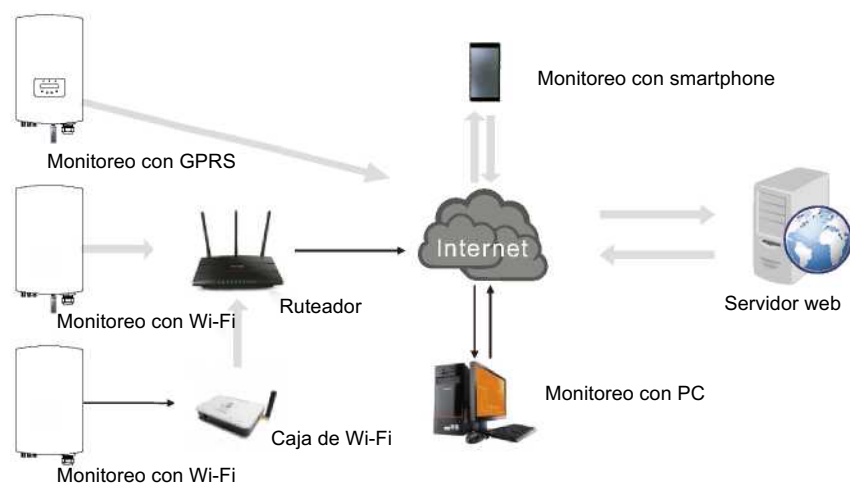 Monitoreo con smartphone
Monitoreo con GPRS
Internet
Ruteador
Servidor web
Monitoreo con Wi-Fi
Monitoreo con PC
Caja de Wi-Fi
Monitoreo con Wi-Fi